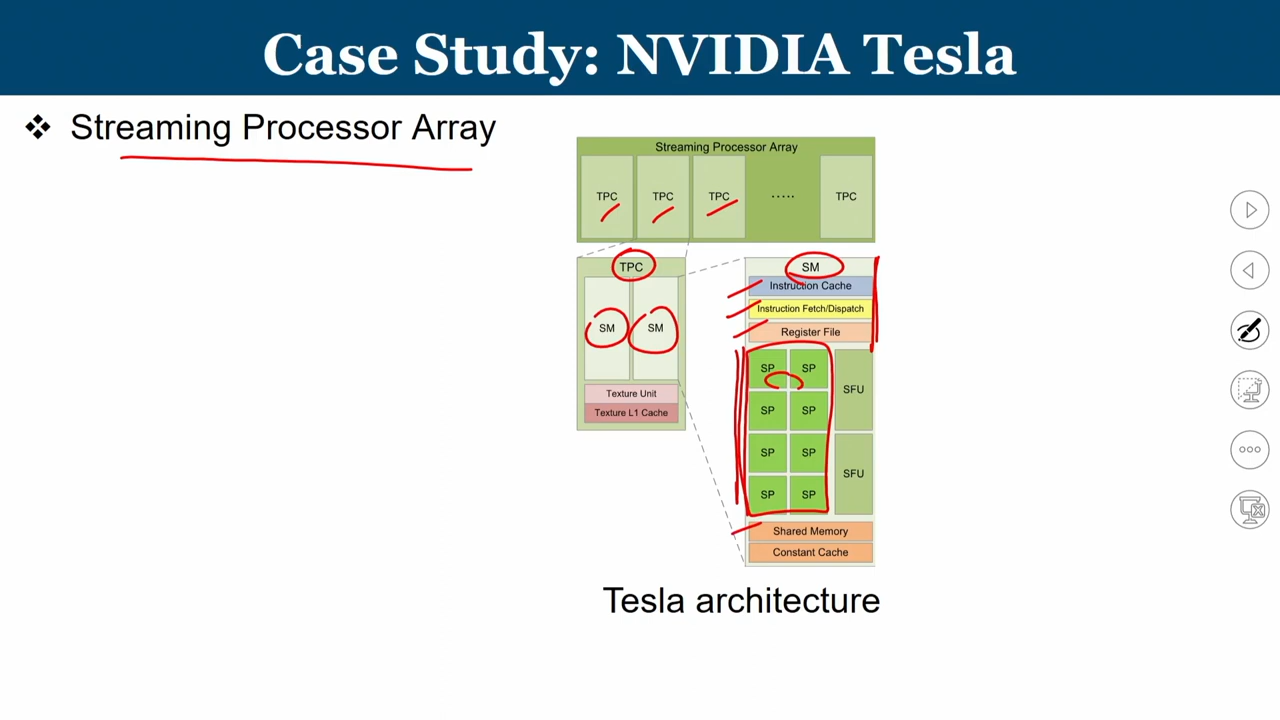 Case Study: NVIDIA Tesla
❖ Streaming Processor Array
Streaming Processor Array
TPC TPC TPC ..... TPC
TPC
SM SM
Texture Unit
Texture L1 Cache
SM
Instruction Cache
Instruction Fetch/Dispatch
Register File
SP SP
SFU
SP SP
SP SP
SFU
SP SP
Shared Memory
Constant Cache
Tesla architecture